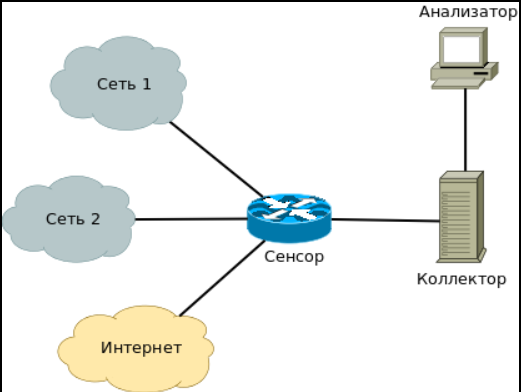 Анализатор
Сеть 1
Сеть 2
Сенсор
Коллектор
Интернет